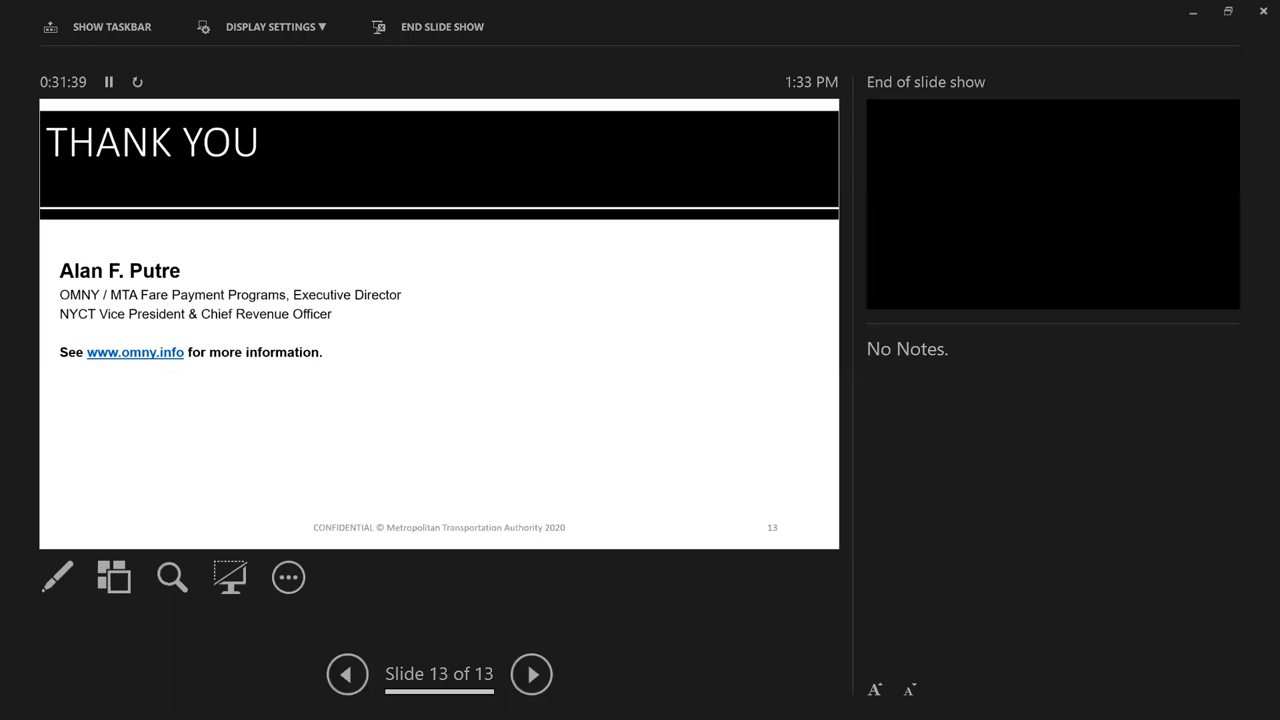 SHOW TASKBAR
DISPLAY SETTINGS ▼
END SLIDE SHOW
0:31:39
1:33 PM
End of slide show
THANK YOU
Alan F. Putre
OMNY / MTA Fare Payment Programs, Executive Director
NYCT Vice President & Chief Revenue Officer
See www.omny.info for more information.
CONFIDENTIAL © Metropolitan Transportation Authority 2020
13
No Notes.
Slide 13 of 13
A
A